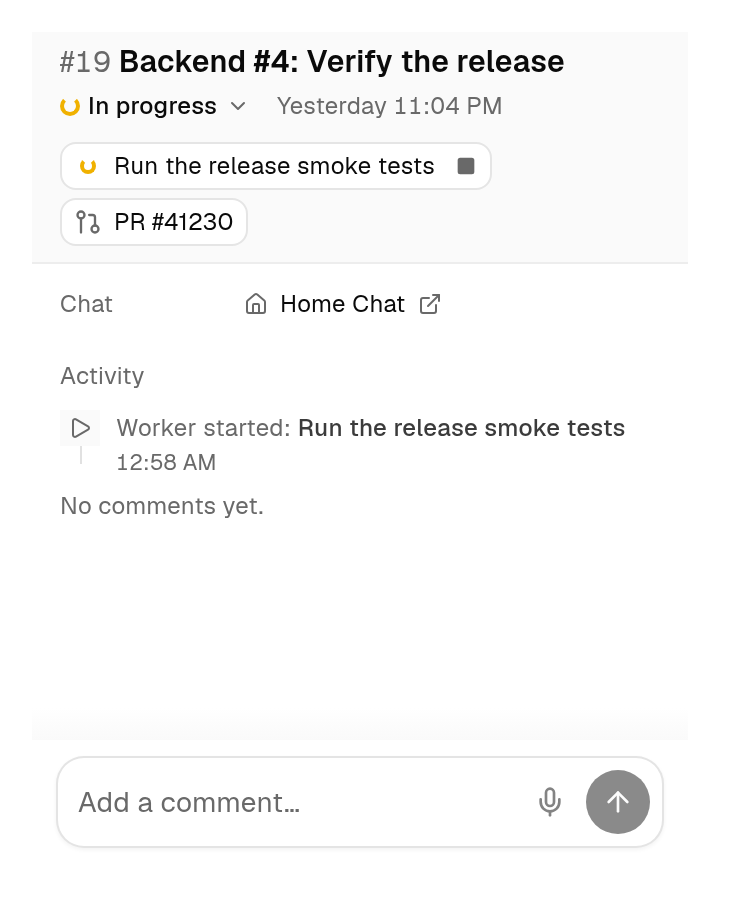 #19 Backend #4: Verify the release
In progress Yesterday 11:04 PM
Run the release smoke tests
PR #41230
Chat Home Chat
Activity
Worker started: Run the release smoke tests
12:58 AM
No comments yet.
Add a comment…